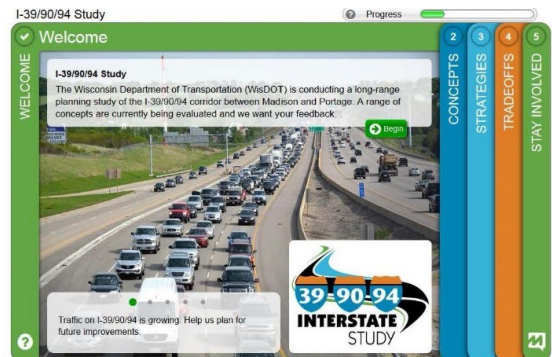 I-39/90/94 Study
Progress
Welcome
WELCOME
I-39/90/94 Study
The Wisconsin Department of Transportation (WisDOT) is conducting a long-range
planning study of the I-39/90/94 corridor between Madison and Portage. A range of
concepts are currently being evaluated and we want your feedback.
Begin
Traffic on I-39/90/94 is growing. Help us plan for
future improvements.
39 90 94
INTERSTATE
STUDY
2
CONCEPTS
3
STRATEGIES
4
TRADEOFFS
5
STAY INVOLVED